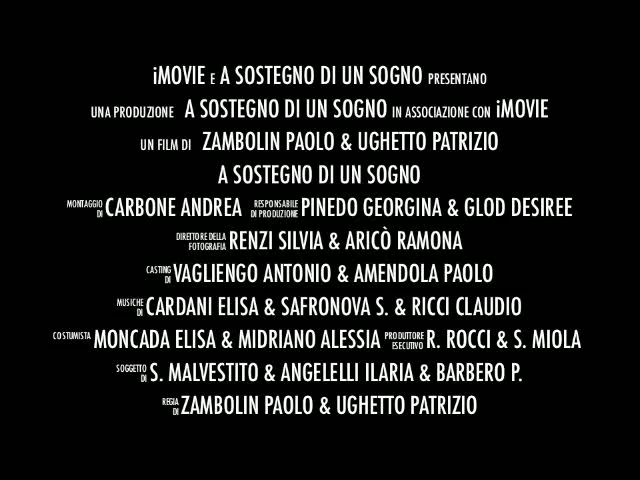 iMOVIE E A SOSTEGNO DI UN SOGNO PRESENTANO
UNA PRODUZIONE A SOSTEGNO DI UN SOGNO IN ASSOCIAZIONE CON iMOVIE
UN FILM DI ZAMBOLIN PAOLO & UGHETTO PATRIZIO
A SOSTEGNO DI UN SOGNO
MONTAGGIO DI CARBONE ANDREA RESPONSABILE DI PRODUZIONE PINEDO GEORGINA & GLOD DESIREE
DIRETTORE DELLA FOTOGRAFIA RENZI SILVIA & ARICÒ RAMONA
CASTING DI VAGLIENGO ANTONIO & AMENDOLA PAOLO
MUSICHE DI CARDANI ELISA & SAFRONOVA S. & RICCI CLAUDIO
COSTUMISTA MONCADA ELISA & MIDRIANO ALESSIA PRODUTTORE ESECUTIVO R. ROCCI & S. MIOLA
SOGGETTO DI S. MALVESTITO & ANGELELLI ILARIA & BARBERO P.
REGIA DI ZAMBOLIN PAOLO & UGHETTO PATRIZIO